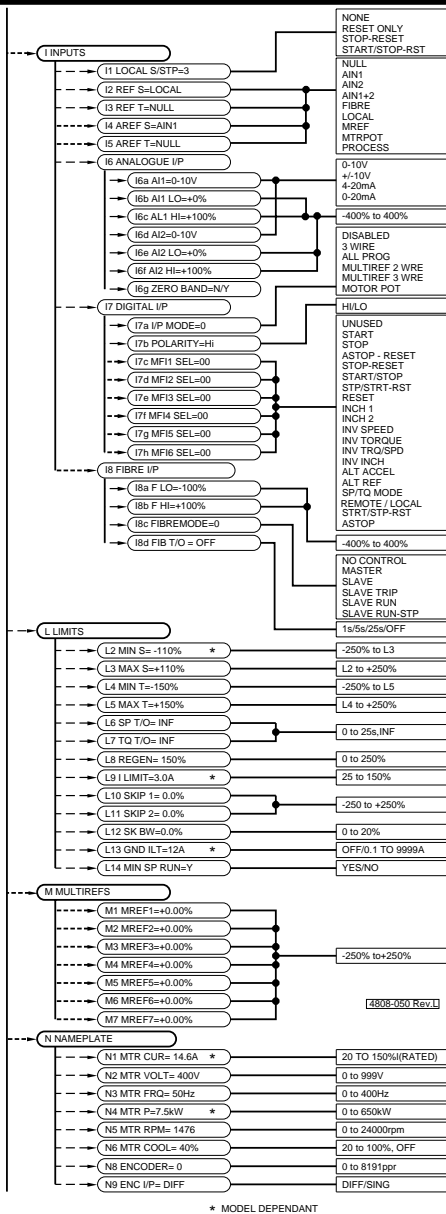 I INPUTS
I1 LOCAL S/STP=3
NONE
RESET ONLY
STOP-RESET
START/STOP-RST
I2 REF S=LOCAL
I3 REF T=NULL
I4 AREF S=AIN1
I5 AREF T=NULL
NULL
AIN1
AIN2
AIN1+2
FIBRE
LOCAL
MREF
MTRPOT
PROCESS
I6 ANALOGUE I/P
I6a AI1=0-10V
I6b AI1 LO=+0%
I6c AL1 HI=+100%
I6d AI2=0-10V
I6e AI2 LO=+0%
I6f AI2 HI=+100%
I6g ZERO BAND=N/Y
0-10V
+/-10V
4-20mA
0-20mA
-400% to 400%
I7 DIGITAL I/P
I7a I/P MODE=0
I7b POLARITY=Hi
I7c MFI1 SEL=00
I7d MFI2 SEL=00
I7e MFI3 SEL=00
I7f MFI4 SEL=00
I7g MFI5 SEL=00
I7h MFI6 SEL=00
DISABLED
3 WIRE
ALL PROG
MULTIREF 2 WRE
MULTIREF 3 WRE
MOTOR POT
HI/LO
UNUSED
START
STOP
ASTOP - RESET
STOP-RESET
START/STOP
STP/STRT-RST
RESET
INCH 1
INCH 2
INV SPEED
INV TORQUE
INV TRQ/SPD
INV INCH
ALT ACCEL
ALT REF
SP/TQ MODE
REMOTE / LOCAL
STRT/STP-RST
ASTOP
I8 FIBRE I/P
I8a F LO=-100%
I8b F HI=+100%
I8c FIBREMODE=0
I8d FIB T/O = OFF
-400% to 400%
NO CONTROL
MASTER
SLAVE
SLAVE TRIP
SLAVE RUN
SLAVE RUN-STP
1s/5s/25s/OFF
L LIMITS
L2 MIN S= -110% *
-250% to L3
L3 MAX S=+110%
L2 to +250%
L4 MIN T=-150%
-250% to L5
L5 MAX T=+150%
L4 to +250%
L6 SP T/O= INF
L7 TQ T/O= INF
0 to 25s,INF
L8 REGEN= 150%
0 to 250%
L9 I LIMIT=3.0A *
25 to 150%
L10 SKIP 1= 0.0%
L11 SKIP 2= 0.0%
-250 to +250%
L12 SK BW=0.0%
0 to 20%
L13 GND ILT=12A *
OFF/0.1 TO 9999A
L14 MIN SP RUN=Y
YES/NO
M MULTIREFS
M1 MREF1=+0.00%
M2 MREF2=+0.00%
M3 MREF3=+0.00%
M4 MREF4=+0.00%
M5 MREF5=+0.00%
M6 MREF6=+0.00%
M7 MREF7=+0.00%
-250% to+250%
4808-050 Rev.L
N NAMEPLATE
N1 MTR CUR= 14.6A *
20 TO 150%I(RATED)
N2 MTR VOLT= 400V
0 to 999V
N3 MTR FRQ= 50Hz
0 to 400Hz
N4 MTR P=7.5kW *
0 to 650kW
N5 MTR RPM= 1476
0 to 24000rpm
N6 MTR COOL= 40%
20 to 100%, OFF
N8 ENCODER= 0
0 to 8191ppr
N9 ENC I/P= DIFF
DIFF/SING
* MODEL DEPENDANT